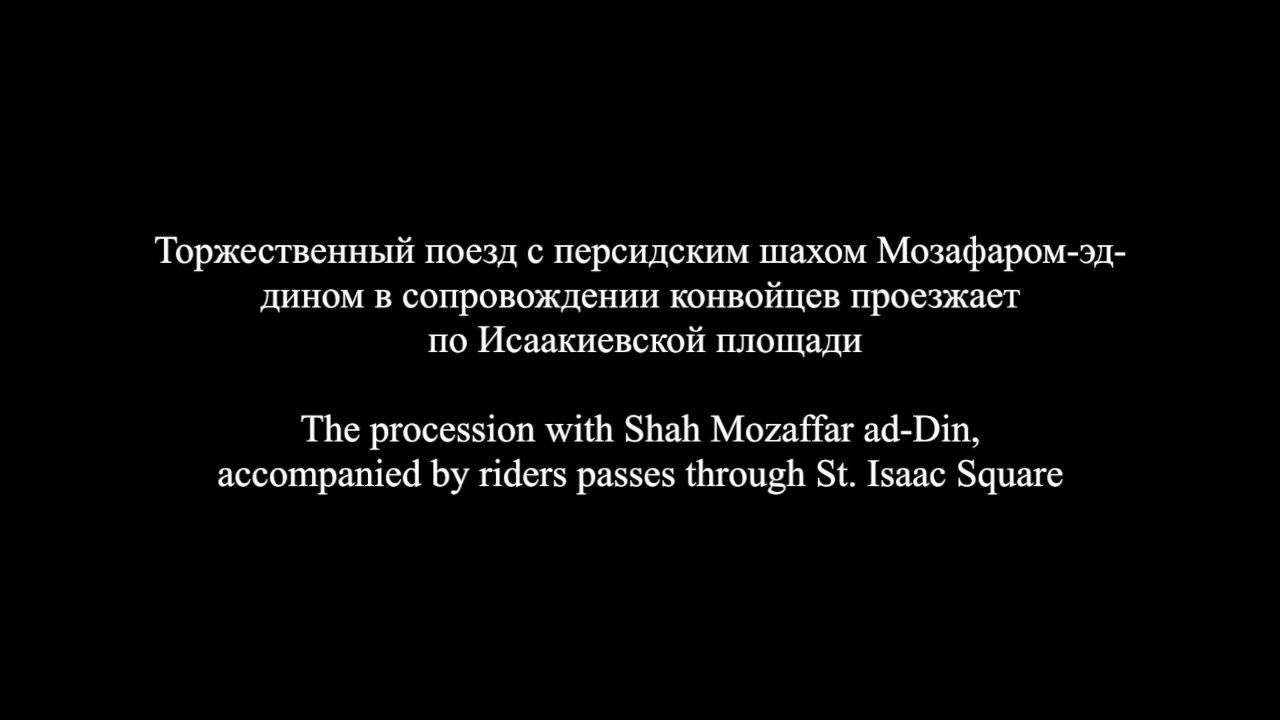 Торжественный поезд с персидским шахом Мозафаром-эд-
дином в сопровождении конвойцев проезжает
по Исаакиевской площади
The procession with Shah Mozaffar ad-Din,
accompanied by riders passes through St. Isaac Square